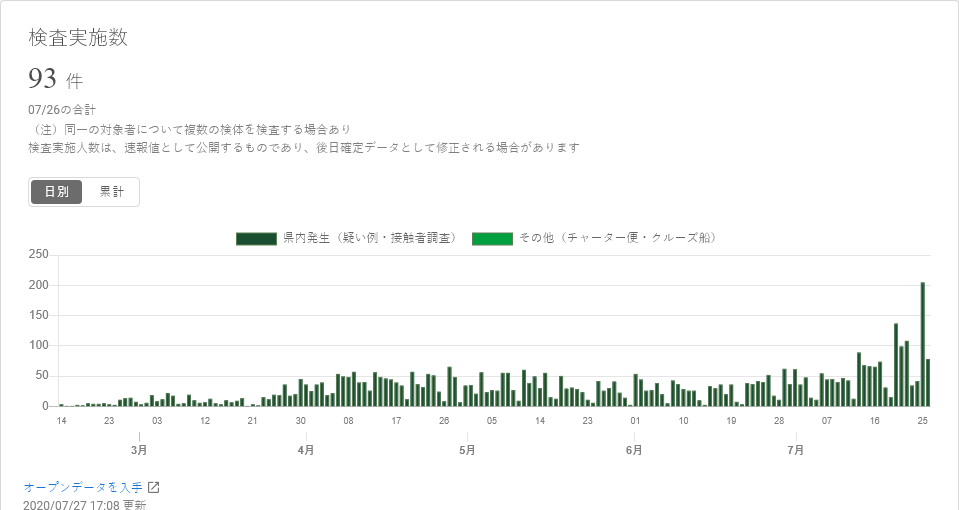 検査実施数
93 件
07/26の合計
（注）同一の対象者について複数の検体を検査する場合あり
検査実施人数は、速報値として公開するものであり、後日確定データとして修正される場合があります
日別 累計
県内発生（疑い例・接触者調査） その他（チャーター便・クルーズ船）
250
200
150
100
50
0
14 23 03 12 21 30 08 17 26 05 14 23 01 10 19 28 07 16 25
3月 4月 5月 6月 7月
オープンデータを入手
2020/07/27 17:08 更新